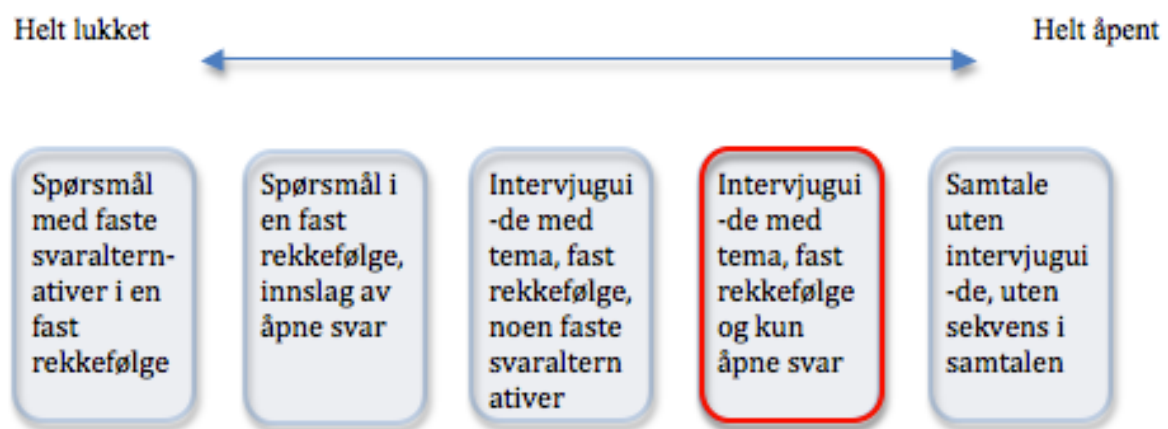 Helt lukket
Helt åpent
Spørsmål
med faste
svaraltern-
ativer i en
fast
rekkefølge
Spørsmål i
en fast
rekkefølge,
innslag av
åpne svar
Intervjugui
-de med
tema, fast
rekkefølge,
noen faste
svaraltern
ativer
Intervjugui
-de med
tema, fast
rekkefølge
og kun
åpne svar
Samtale
uten
intervjugui
-de, uten
sekvens i
samtalen